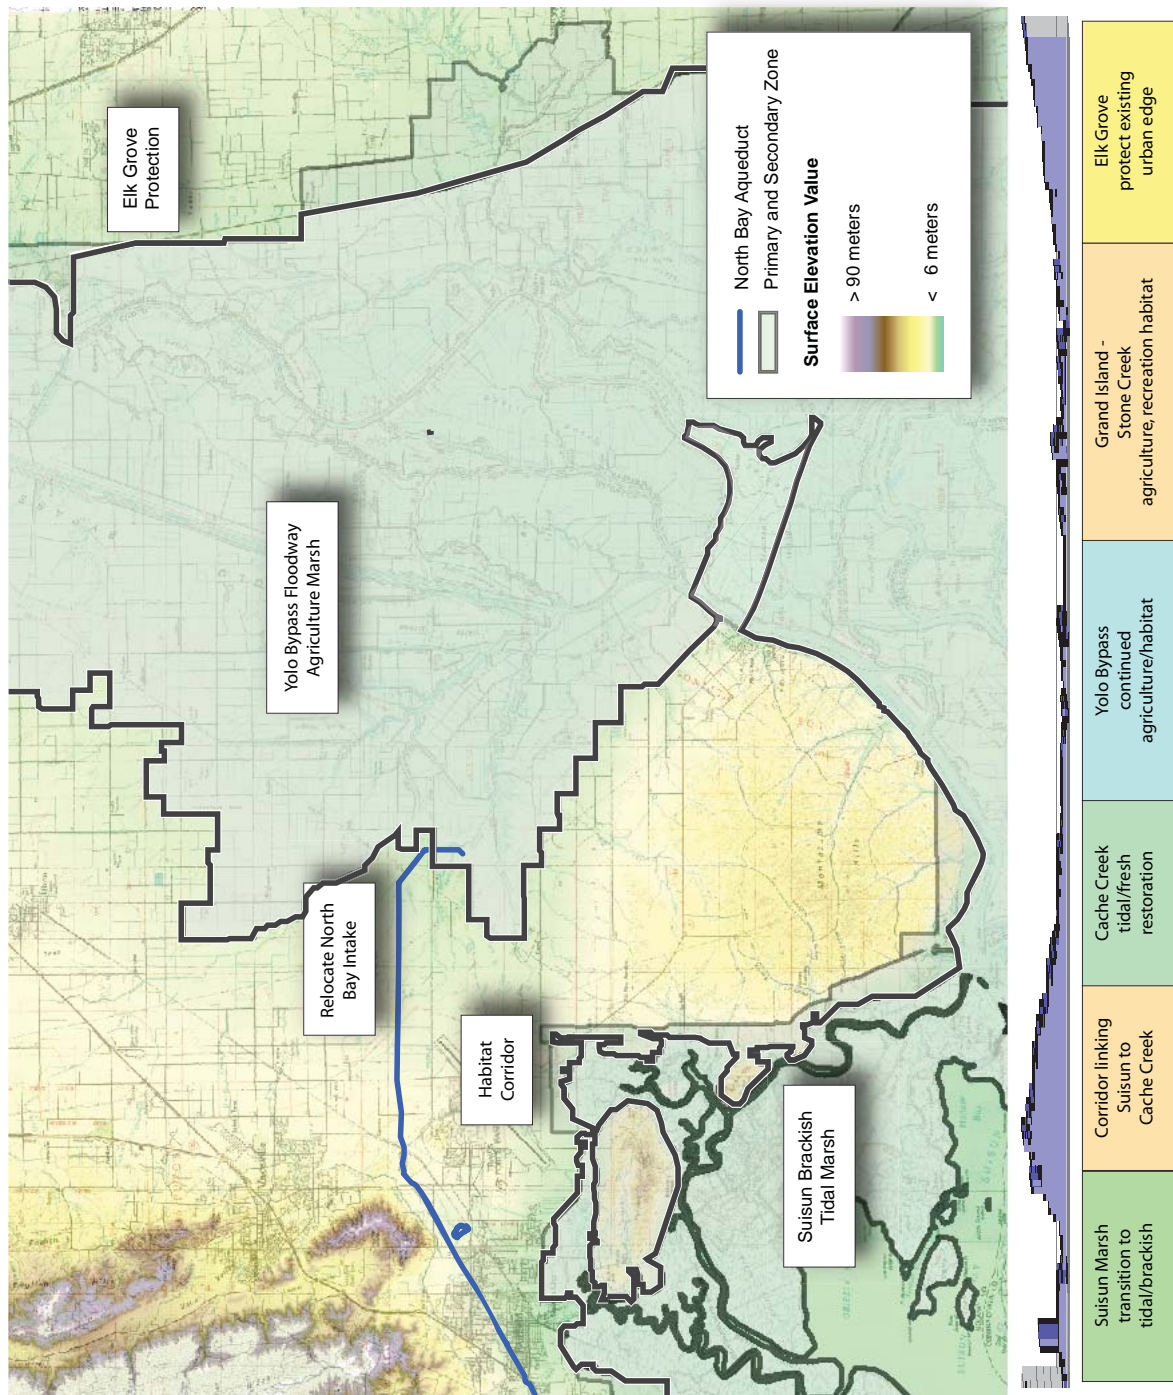 Elk Grove
Protection
Yolo Bypass Floodway
Agriculture Marsh
Relocate North
Bay Intake
Habitat
Corridor
Suisun Brackish
Tidal Marsh
North Bay Aqueduct
Primary and Secondary Zone
Surface Elevation Value
> 90 meters
< 6 meters
Suisun Marsh
transition to
tidal/brackish
Corridor linking
Suisun to
Cache Creek
Cache Creek
tidal/fresh
restoration
Yolo Bypass
continued
agriculture/habitat
Grand Island -
Stone Creek
agriculture, recreation habitat
Elk Grove
protect existing
urban edge